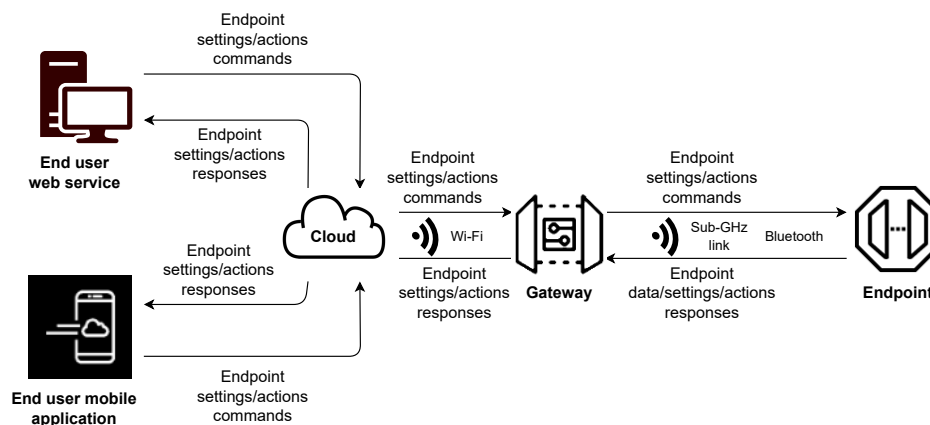 Endpoint
settings/actions
commands
Endpoint
settings/actions
responses
End user
web service
Endpoint
settings/actions
commands
Endpoint
settings/actions
commands
Cloud
Wi-Fi
Sub-GHz
link
Bluetooth
Endpoint
settings/actions
responses
Endpoint
settings/actions
responses
Gateway
Endpoint
data/settings/actions
responses
Endpoint
End user mobile
application
Endpoint
settings/actions
commands